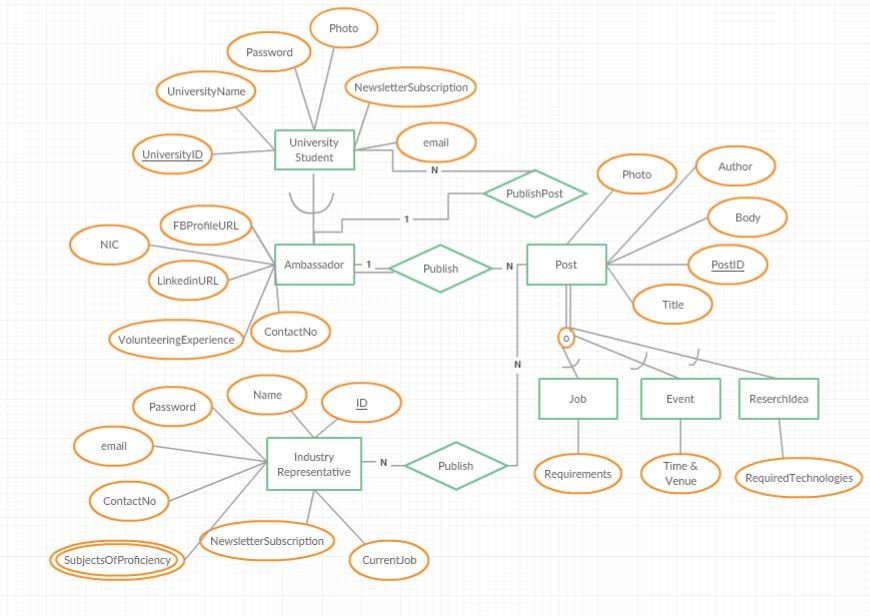 Photo
Password
NewsletterSubscription
UniversityName
University
Student
email
UniversityID
N
PublishPost
Photo
Author
Body
1
FBProfileURL
NIC
Ambassador
1
Publish
N
Post
PostID
LinkedinURL
Title
VolunteeringExperience
ContactNo
o
N
Job
Event
ReserchIdea
Name
ID
Password
email
Industry
Representative
N
Publish
Requirements
Time &
Venue
RequiredTechnologies
ContactNo
NewsletterSubscription
SubjectsOfProficiency
CurrentJob